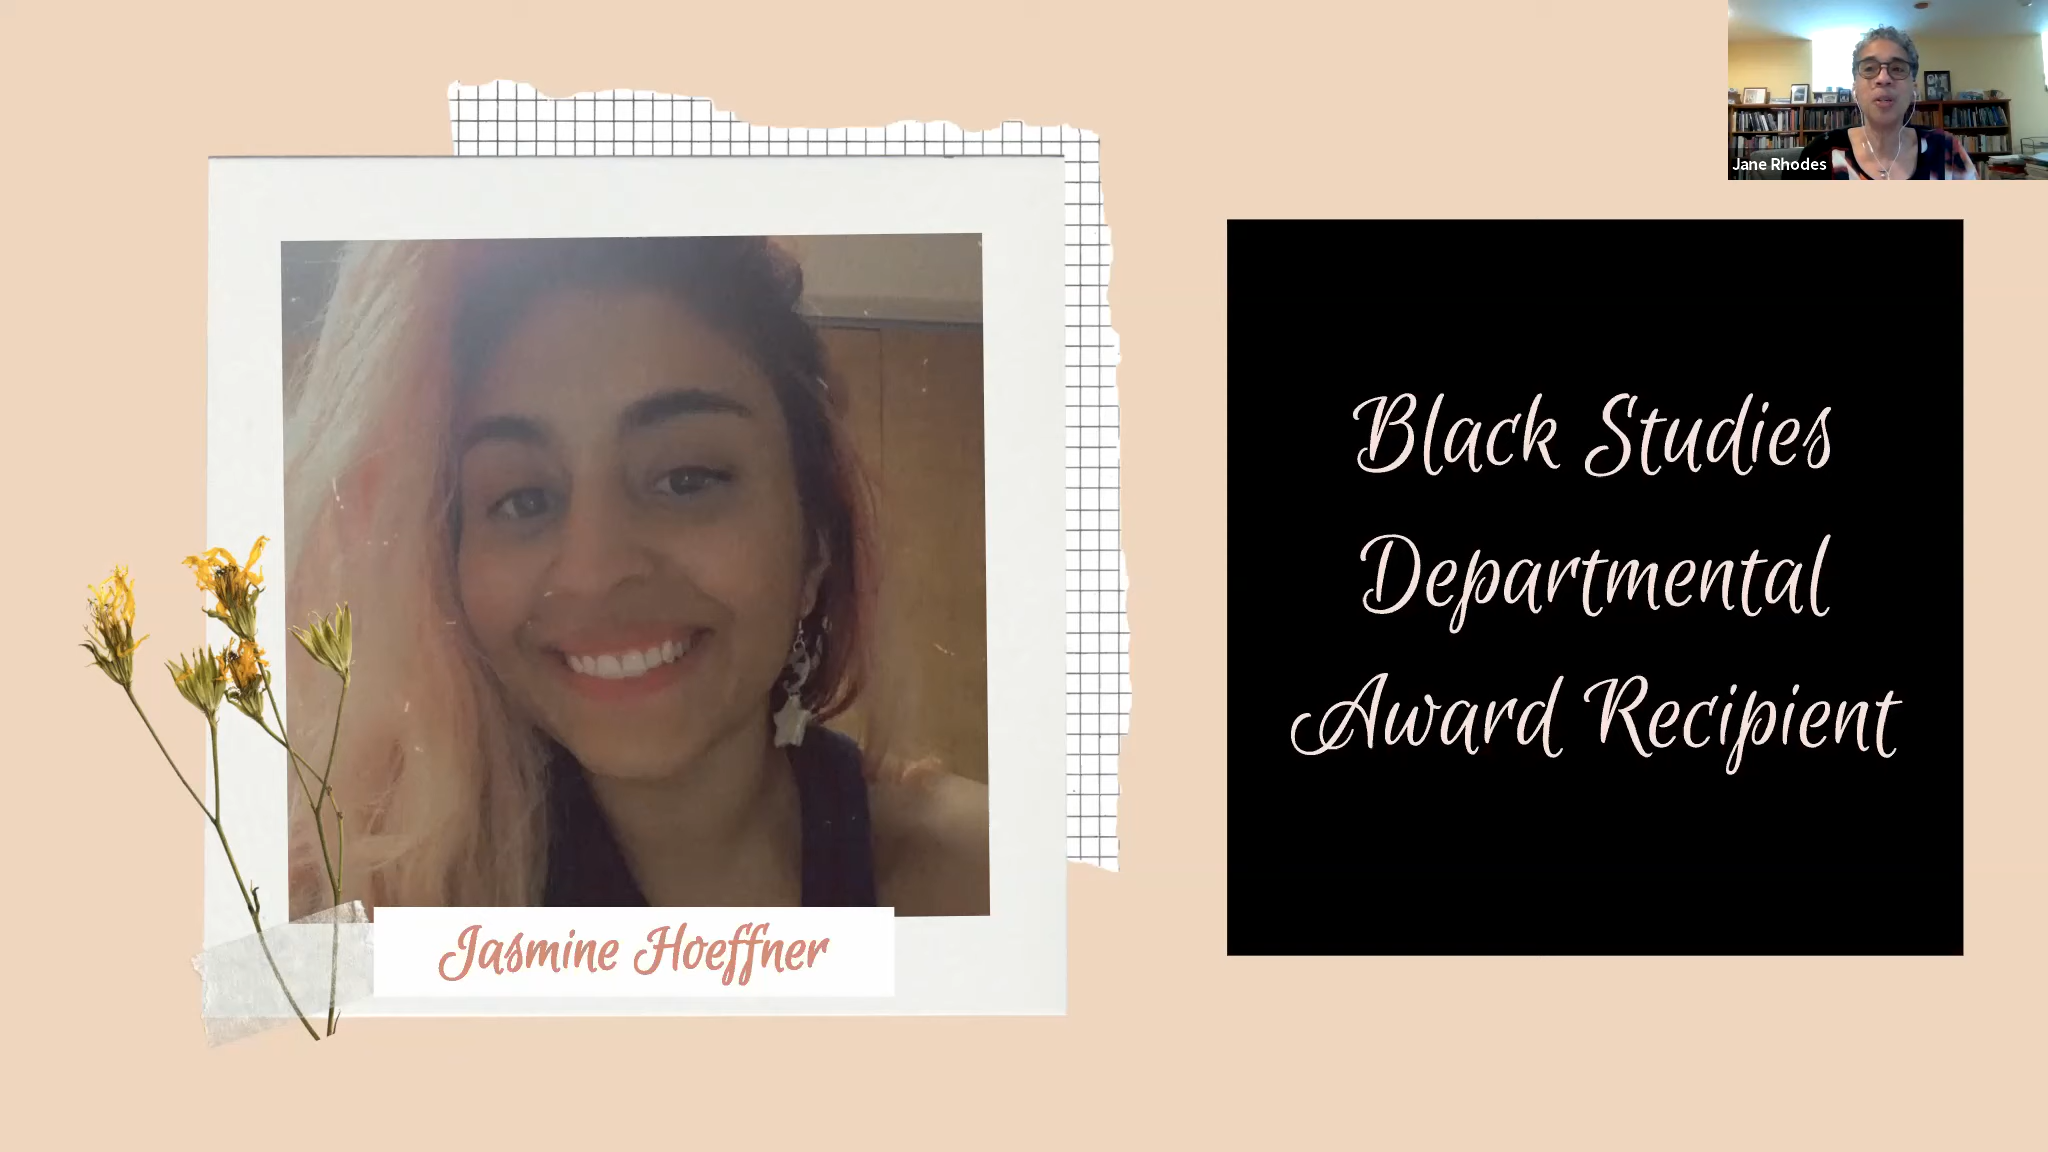 Jane Rhodes
Black Studies
Departmental
Award Recipient
Jasmine Hoeffner